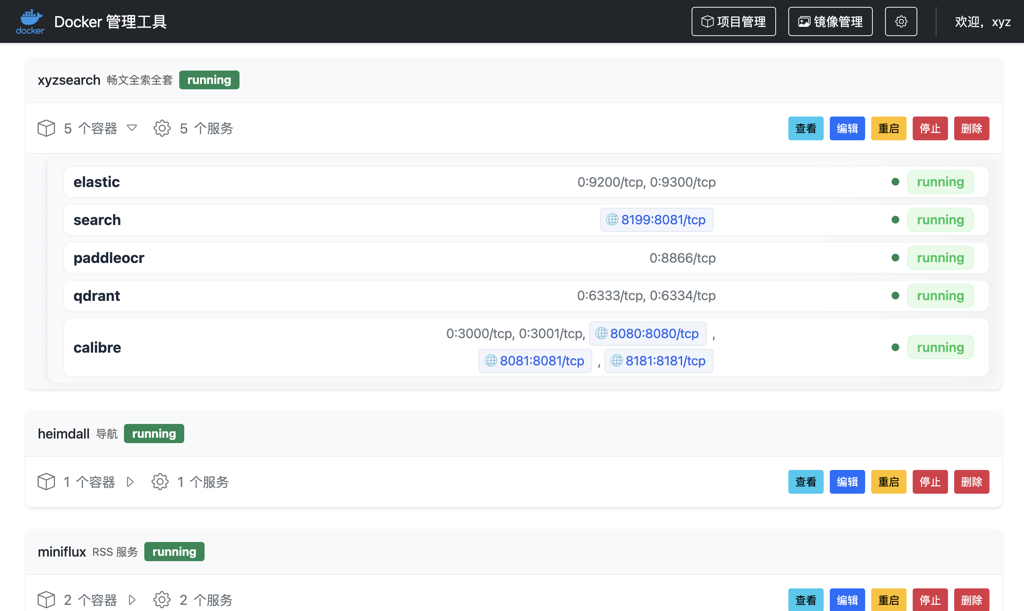 docker Docker 管理工具 项目管理 镜像管理 欢迎, xyz
xyzsearch 畅文全索全套 running
5 个容器 5 个服务 查看 编辑 重启 停止 删除
elastic 0:9200/tcp, 0:9300/tcp running
search 8199:8081/tcp running
paddleocr 0:8866/tcp running
qdrant 0:6333/tcp, 0:6334/tcp running
calibre 0:3000/tcp, 0:3001/tcp, 8080:8080/tcp ,
8081:8081/tcp , 8181:8181/tcp running
heimdall 导航 running
1 个容器 1 个服务 查看 编辑 重启 停止 删除
miniflux RSS 服务 running
2 个容器 2 个服务 查看 编辑 重启 停止 删除